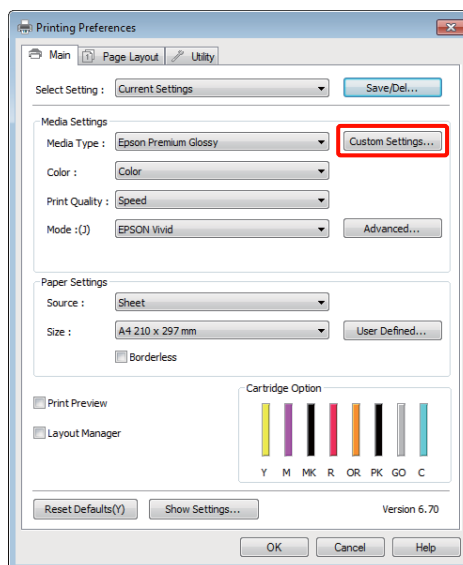 Printing Preferences
Main 1 Page Layout Utility
Select Setting : Current Settings Save/Del...
Media Settings
Media Type : Epson Premium Glossy Custom Settings...
Color : Color
Print Quality : Speed
Mode :(J) EPSON Vivid Advanced...
Paper Settings
Source : Sheet
Size : A4 210 x 297 mm User Defined...
Borderless
Cartridge Option
Print Preview
Layout Manager
Y M MK R OR PK GO C
Reset Defaults(Y) Show Settings... Version 6.70
OK Cancel Help